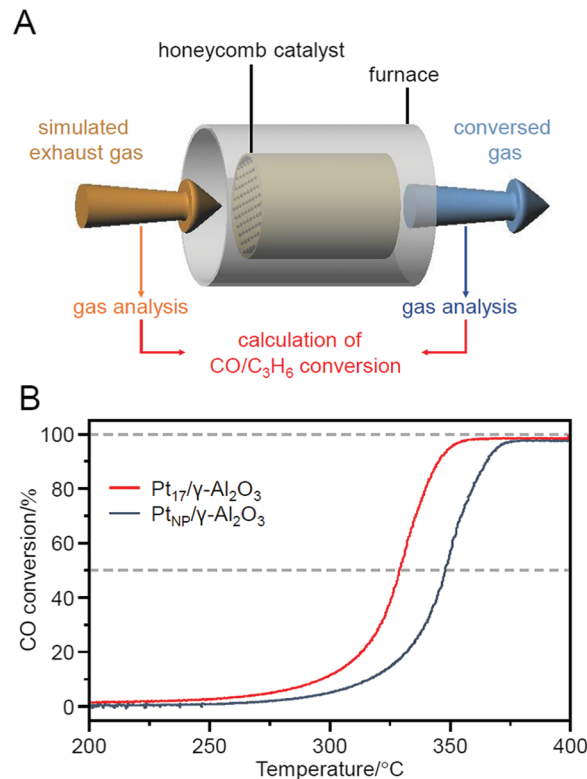 A
honeycomb catalyst
furnace
simulated
exhaust gas
conversed
gas
gas analysis
gas analysis
calculation of
CO/C₃H₆ conversion
B
100
80
60
40
20
0
CO conversion/%
Pt₁₇/γ-Al₂O₃
Pt_NP/γ-Al₂O₃
200
250
300
350
400
Temperature/°C